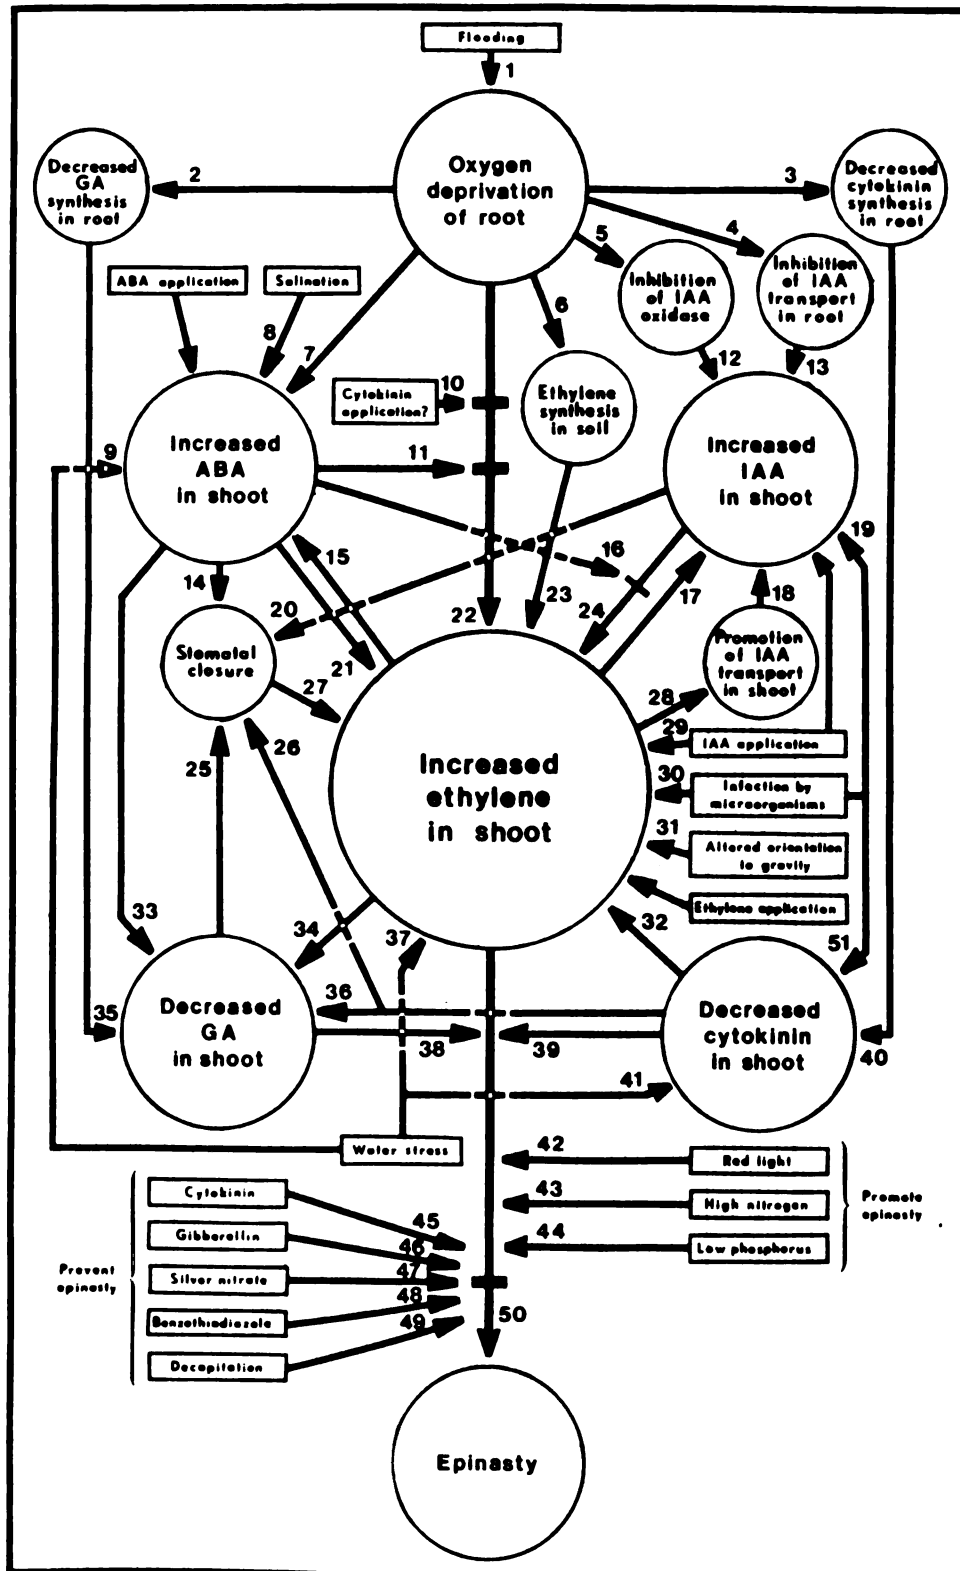 Flooding
1
Oxygen
deprivation
of root
Decreased
GA
synthesis
in root
2
3
Decreased
cytokinin
synthesis
in root
4
5
6
7
8
ABA application
Salination
Inhibition
of IAA
oxidase
Inhibition
of IAA
transport
in root
12
13
Cytokinin
application?
10
Ethylene
synthesis
in soil
9
Increased
ABA
in shoot
11
Increased
IAA
in shoot
14
15
16
17
18
19
20
21
22
23
24
Stomatal
closure
27
Promotion
of IAA
transport
in shoot
28
25
26
Increased
ethylene
in shoot
29
IAA application
30
Infection by
microorganisms
31
Altered orientation
to gravity
Ethylene application
32
33
34
37
51
35
Decreased
GA
in shoot
36
38
39
Decreased
cytokinin
in shoot
40
41
Water stress
42
Red light
43
High nitrogen
44
Low phosphorus
Promote
epinasty
Prevent
epinasty
Cytokinin
45
Gibberellin
46
Silver nitrate
47
Benzothiadiazole
48
Decapitation
49
50
Epinasty